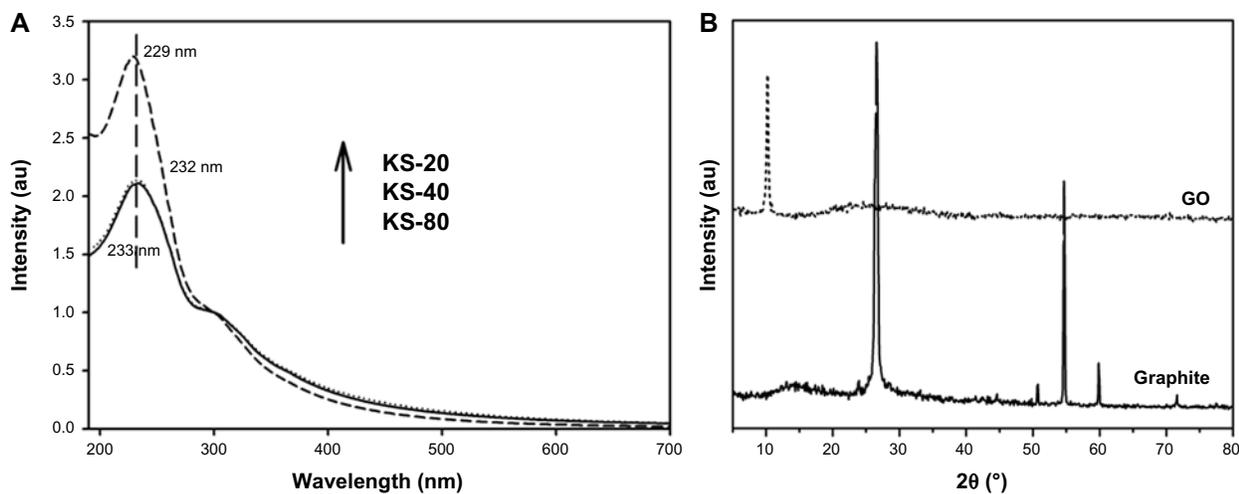 A
Intensity (au)
3.5
3.0
2.5
2.0
1.5
1.0
0.5
0.0
229 nm
232 nm
233 nm
KS-20
KS-40
KS-80
200
300
400
500
600
700
Wavelength (nm)
B
Intensity (au)
GO
Graphite
10
20
30
40
50
60
70
80
2θ (°)